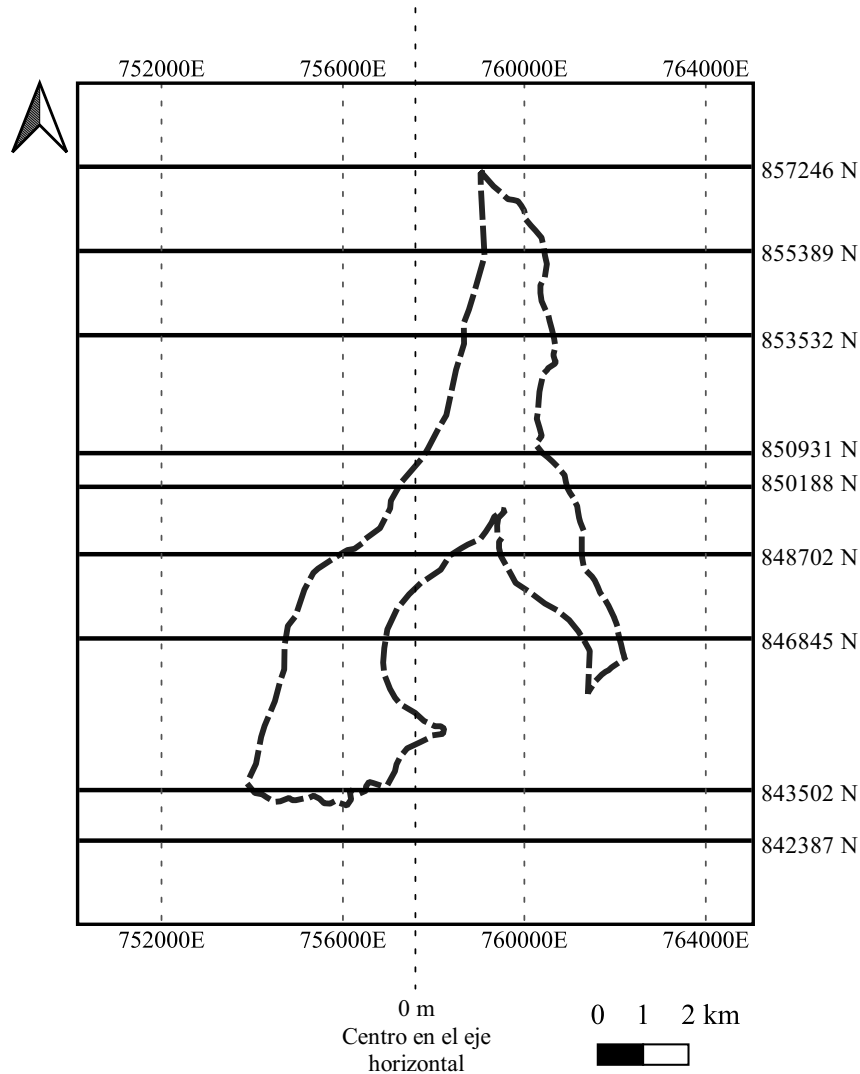 752000E 756000E 760000E 764000E
857246 N
855389 N
853532 N
850931 N
850188 N
848702 N
846845 N
843502 N
842387 N
752000E 756000E 760000E 764000E
0 m
Centro en el eje
horizontal
0 1 2 km